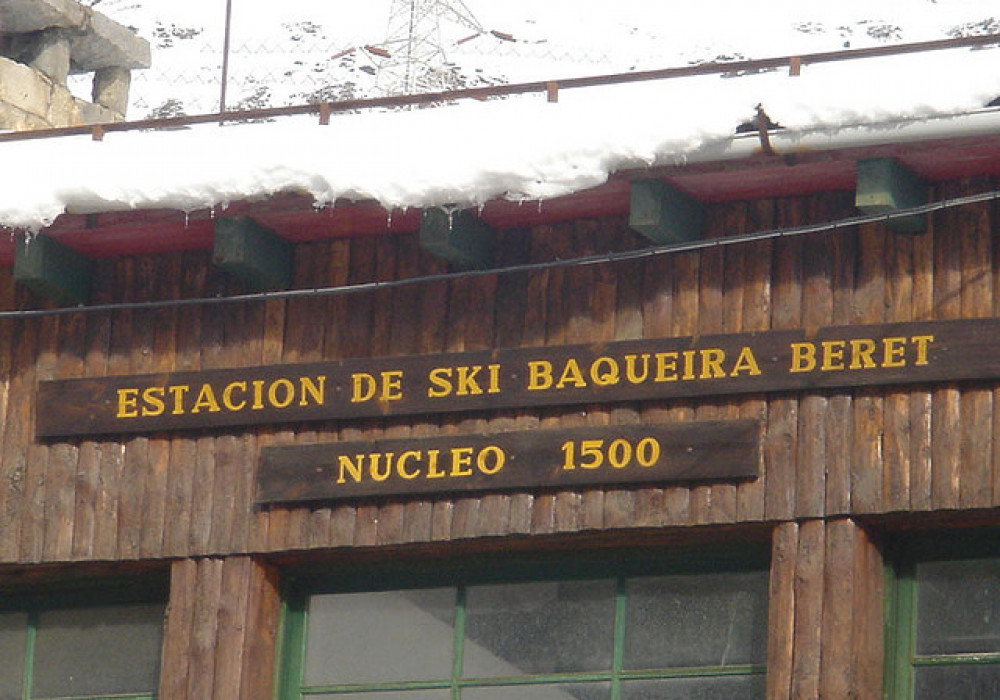 ESTACION DE SKI BAQUEIRA BERET
NUCLEO 1500